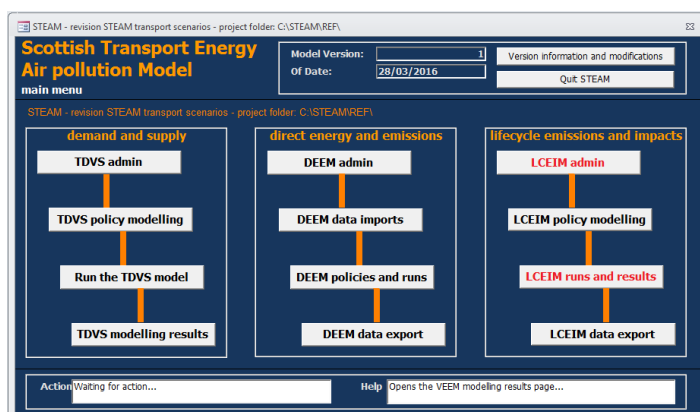 STEAM - revision STEAM transport scenarios - project folder: C:\STEAM\REF\
Scottish Transport Energy
Air pollution Model
main menu
Model Version: 1
Of Date: 28/03/2016
Version information and modifications
Quit STEAM
STEAM - revision STEAM transport scenarios - project folder: C:\STEAM\REF\
demand and supply
TDVS admin
TDVS policy modelling
Run the TDVS model
TDVS modelling results
direct energy and emissions
DEEM admin
DEEM data imports
DEEM policies and runs
DEEM data export
lifecycle emissions and impacts
LCEIM admin
LCEIM policy modelling
LCEIM runs and results
LCEIM data export
Action Waiting for action...
Help Opens the VEEM modelling results page...